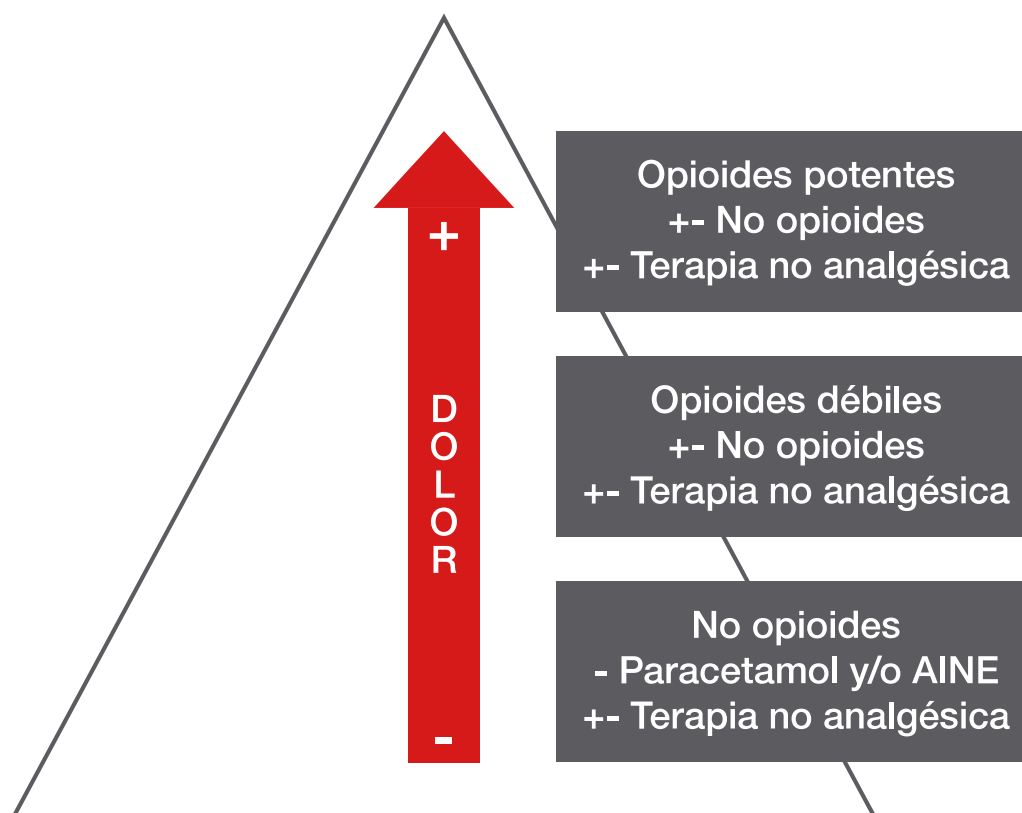 Opioides potentes
+- No opioides
+- Terapia no analgésica
+
DOLOR
Opioides débiles
+- No opioides
+- Terapia no analgésica
No opioides
- Paracetamol y/o AINE
+- Terapia no analgésica
-